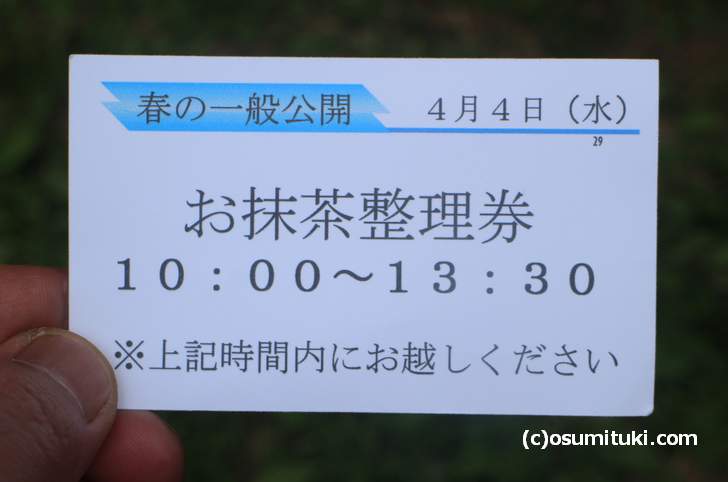 春の一般公開 4月4日（水）
29
お抹茶整理券
10：00～13：30
※上記時間内にお越しください
(c)osumituki.com